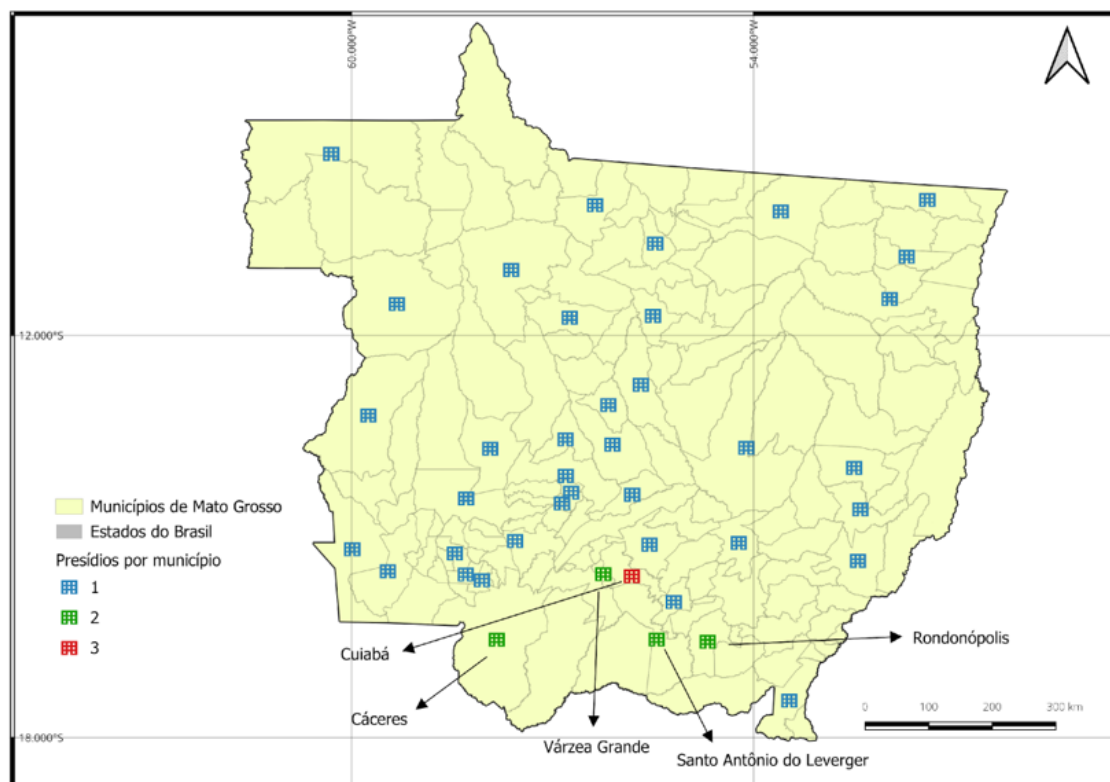 60.000°W
54.000°W
12.000°S
Municípios de Mato Grosso
Estados do Brasil
Presídios por município
1
2
3
Rondonópolis
Cuiabá
Cáceres
Várzea Grande
Santo Antônio do Leverger
0 100 200 300 km
18.000°S